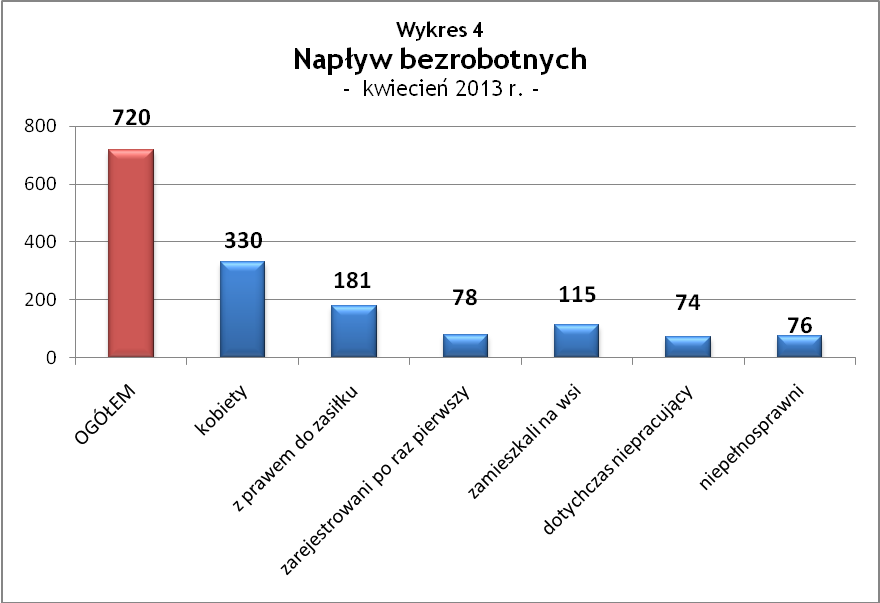 Wykres 4
Napływ bezrobotnych
- kwiecień 2013 r. -
800
600
400
200
0
720
330
181
78
115
74
76
OGÓŁEM
kobiety
z prawem do zasiłku
zarejestrowani po raz pierwszy
zamieszkali na wsi
dotychczas niepracujący
niepełnosprawni